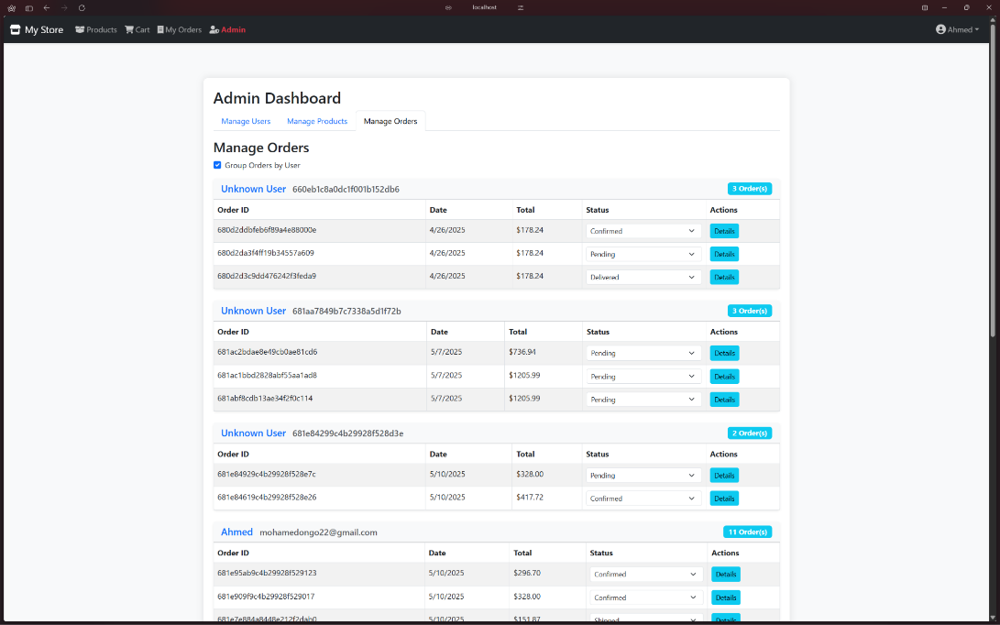 localhost
My Store Products Cart My Orders Admin Ahmed
Admin Dashboard
Manage Users Manage Products Manage Orders
Manage Orders
Group Orders by User
Unknown User 660eb1c8a0dc1f001b152db6 3 Order(s)
Order ID Date Total Status Actions
680d2ddbfeb6f89a4e88000e 4/26/2025 $178.24 Confirmed Details
680d2da3f4ff19b34557a609 4/26/2025 $178.24 Pending Details
680d2d3c9dd476242f3feda9 4/26/2025 $178.24 Delivered Details
Unknown User 681aa7849b7c7338a5d1f72b 3 Order(s)
Order ID Date Total Status Actions
681ac2bdae8e49cb0ae81cd6 5/7/2025 $736.94 Pending Details
681ac1bbd2828abf55aa1ad8 5/7/2025 $1205.99 Pending Details
681abf8cdb13ae34f2f0c114 5/7/2025 $1205.99 Pending Details
Unknown User 681e84299c4b29928f528d3e 2 Order(s)
Order ID Date Total Status Actions
681e84929c4b29928f528e7c 5/10/2025 $328.00 Pending Details
681e84619c4b29928f528e26 5/10/2025 $417.72 Confirmed Details
Ahmed mohamedongo22@gmail.com 11 Order(s)
Order ID Date Total Status Actions
681e95ab9c4b29928f529123 5/10/2025 $296.70 Confirmed Details
681e909f9c4b29928f529017 5/10/2025 $328.00 Confirmed Details
681e7e884a8448e212f2dab0 5/10/2025 $151.87 Shipped Details